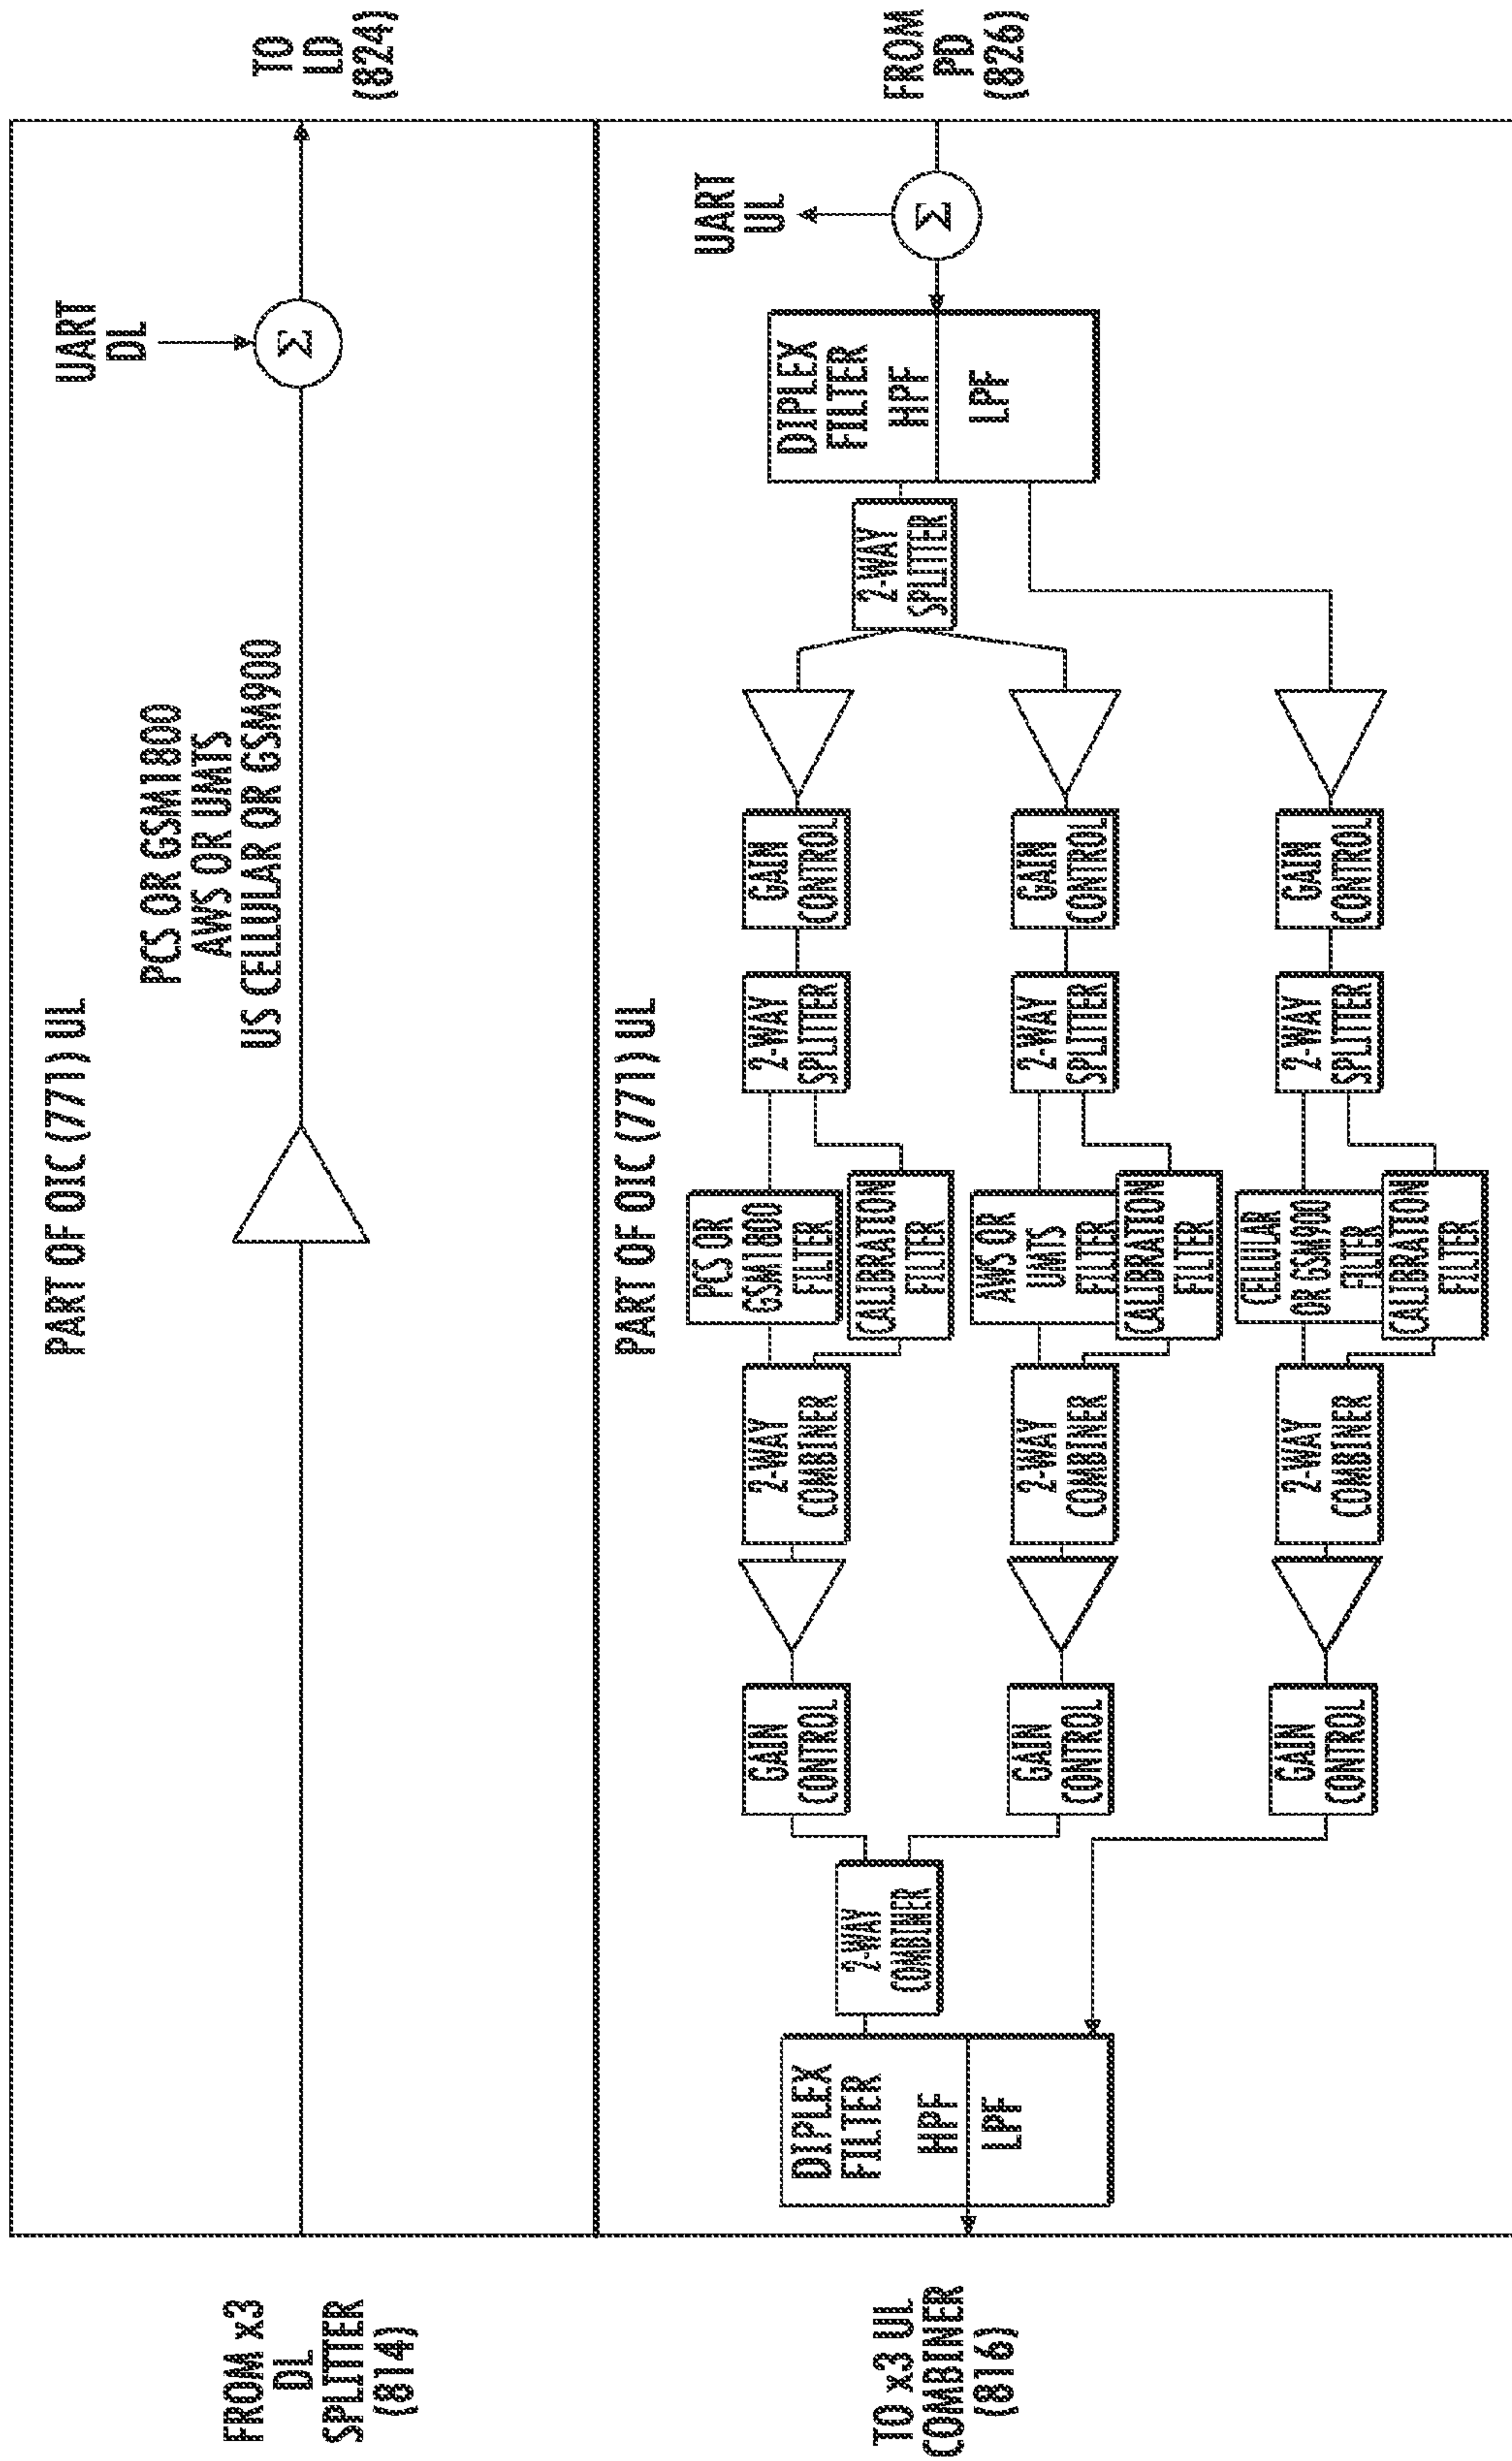 PART OF OIC (771) UL
FROM x3
DL
SPLITTER
(814)
PCS OR GSM1800
AWS OR UMTS
US CELLULAR OR GSM900
UART
DL
Σ
TO
LD
(824)
PART OF OIC (771) UL
TO x3 UL
COMBINER
(816)
DIPLEX
FILTER
HPF
LPF
2-WAY
COMBINER
GAIN
CONTROL
2-WAY
COMBINER
PCS OR
GSM1800
FILTER
CALIBRATION
FILTER
2-WAY
SPLITTER
GAIN
CONTROL
GAIN
CONTROL
2-WAY
COMBINER
AWS OR
UMTS
FILTER
CALIBRATION
FILTER
2-WAY
SPLITTER
GAIN
CONTROL
GAIN
CONTROL
2-WAY
COMBINER
CELLULAR
OR GSM900
FILTER
CALIBRATION
FILTER
2-WAY
SPLITTER
GAIN
CONTROL
2-WAY
SPLITTER
DIPLEX
FILTER
HPF
LPF
UART
UL
Σ
FROM
PD
(826)